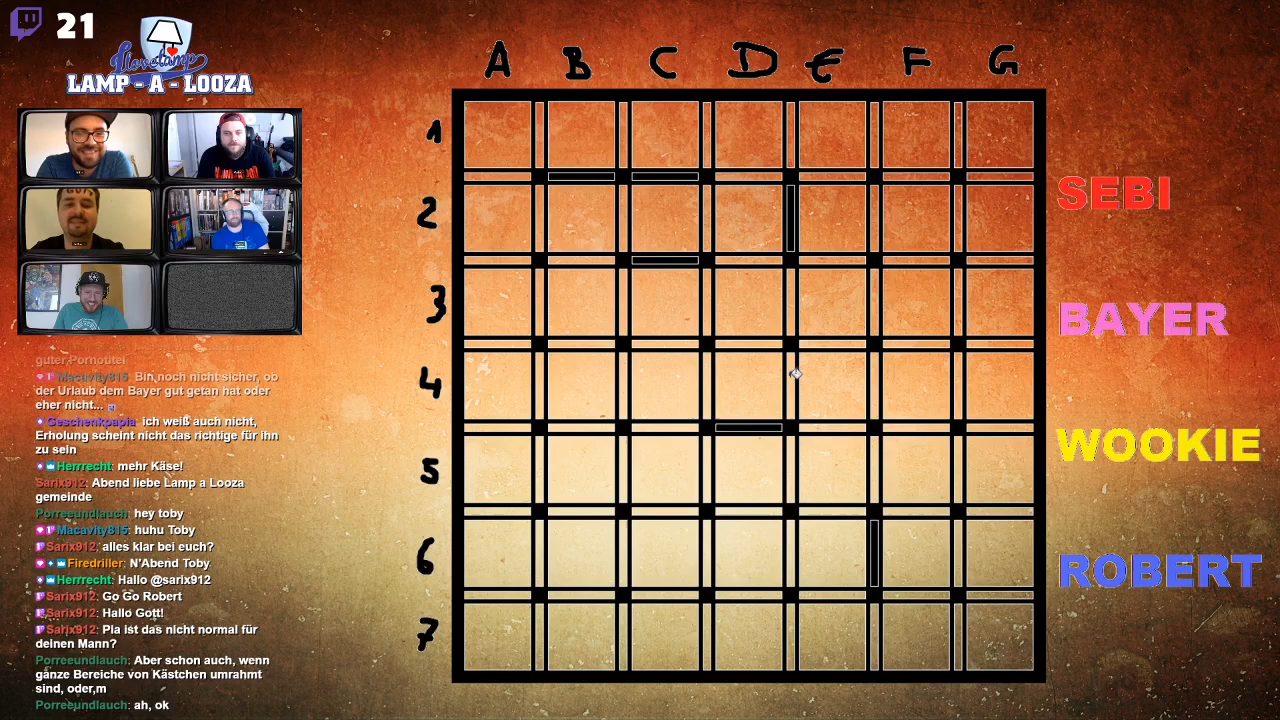 21
Ilovelamp
LAMP - A - LOOZA
A B C D € F G
1
2
3
4
5
6
7
SEBI
BAYER
WOOKIE
ROBERT
guter Pornotitel
Macavity815: Bin noch nicht sicher, ob
der Urlaub dem Bayer gut getan hat oder
eher nicht...
Geschenkpapia: ich weiß auch nicht,
Erholung scheint nicht das richtige für ihn
zu sein
Herrrecht: mehr Käse!
Sarix912: Abend liebe Lamp a Looza
gemeinde
Porreeundlauch: hey toby
Macavity815: huhu Toby
Sarix912: alles klar bei euch?
Firedriller: N'Abend Toby
Herrrecht: Hallo @sarix912
Sarix912: Go Go Robert
Sarix912: Hallo Gott!
Sarix912: Pia ist das nicht normal für
deinen Mann?
Porreeundlauch: Aber schon auch, wenn
ganze Bereiche von Kästchen umrahmt
sind, oder,m
Porreeundlauch: ah, ok